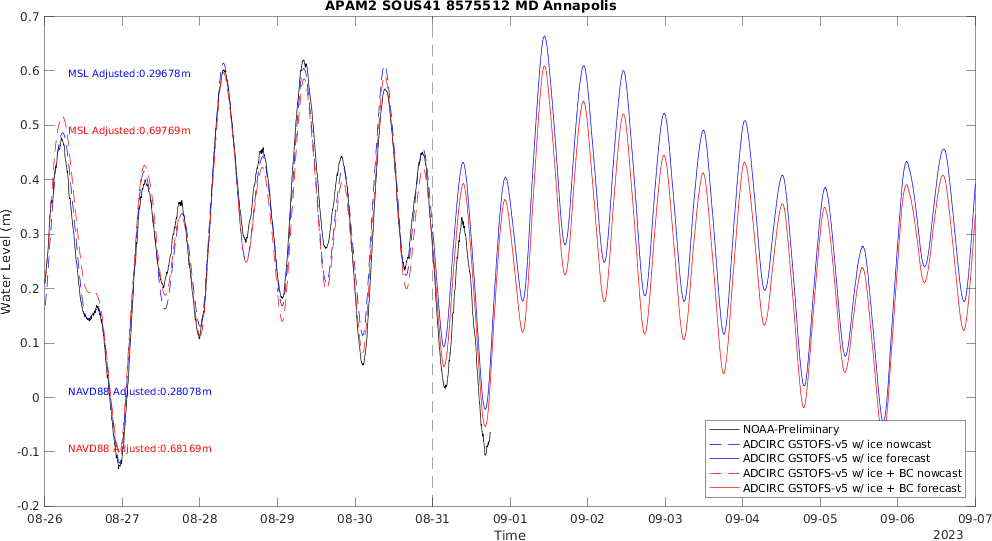 APAM2 SOUS41 8575512 MD Annapolis
0.7
0.6
0.5
0.4
0.3
0.2
0.1
0
-0.1
-0.2
Water Level (m)
MSL Adjusted:0.29678m
MSL Adjusted:0.69769m
NAVD88 Adjusted:0.28078m
NAVD88 Adjusted:0.68169m
NOAA-Preliminary
ADCIRC GSTOFS-v5 w/ ice nowcast
ADCIRC GSTOFS-v5 w/ ice forecast
ADCIRC GSTOFS-v5 w/ ice + BC nowcast
ADCIRC GSTOFS-v5 w/ ice + BC forecast
08-26 08-27 08-28 08-29 08-30 08-31 09-01 09-02 09-03 09-04 09-05 09-06 09-07
Time
2023